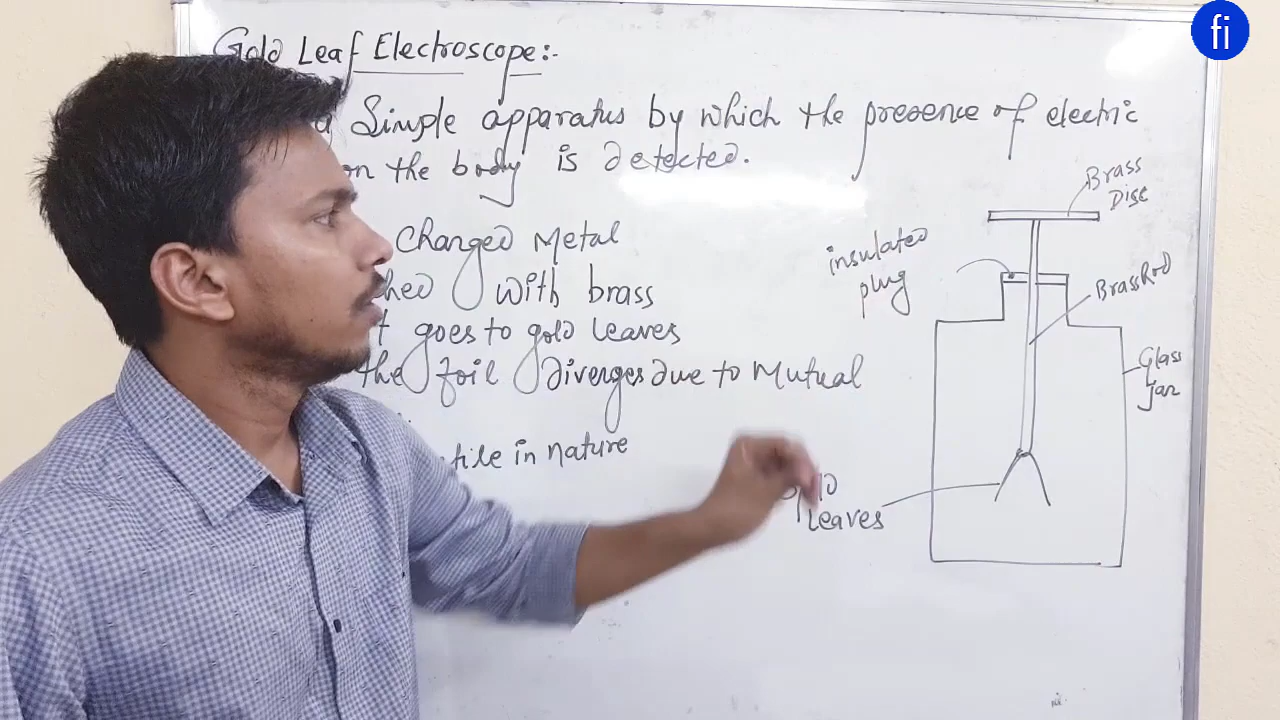 Gold Leaf Electroscope:-
a Simple apparatus by which the presence of electric
on the body is detected.
Charged Metal
with brass
goes to gold leaves
the foil diverges due to Mutual
in nature
Brass
Disc
insulated
plug
Brass Rod
Glass
Jar
Leaves
fi